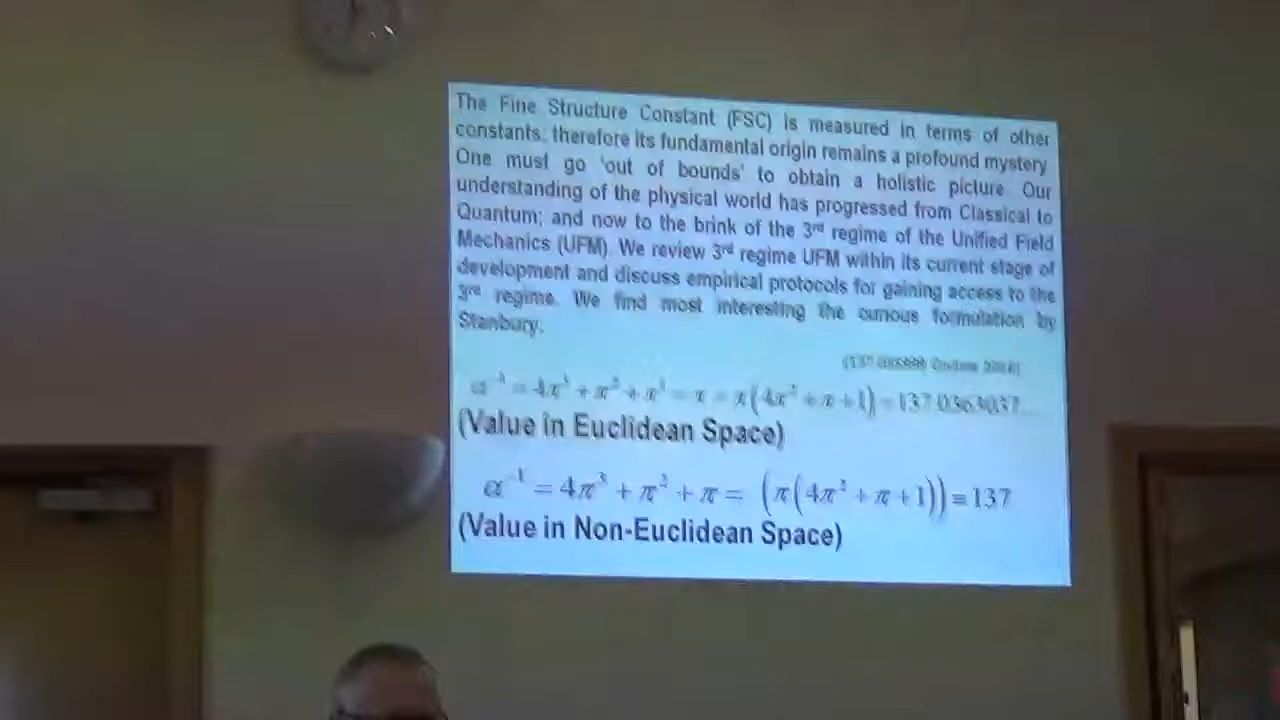 The Fine Structure Constant (FSC) is measured in terms of other
constants; therefore its fundamental origin remains a profound mystery.
One must go 'out of bounds' to obtain a holistic picture. Our
understanding of the physical world has progressed from Classical to
Quantum; and now to the brink of the 3rd regime of the Unified Field
Mechanics (UFM). We review 3rd regime UFM within its current stage of
development and discuss empirical protocols for gaining access to the
3rd regime. We find most interesting the curious formulation by
Stanbury.
π(4π² + π + 1) = 137.0363037...
(Value in Euclidean Space)
α⁻¹ = 4π³ + π² + π = (π(4π² + π + 1)) = 137
(Value in Non-Euclidean Space)